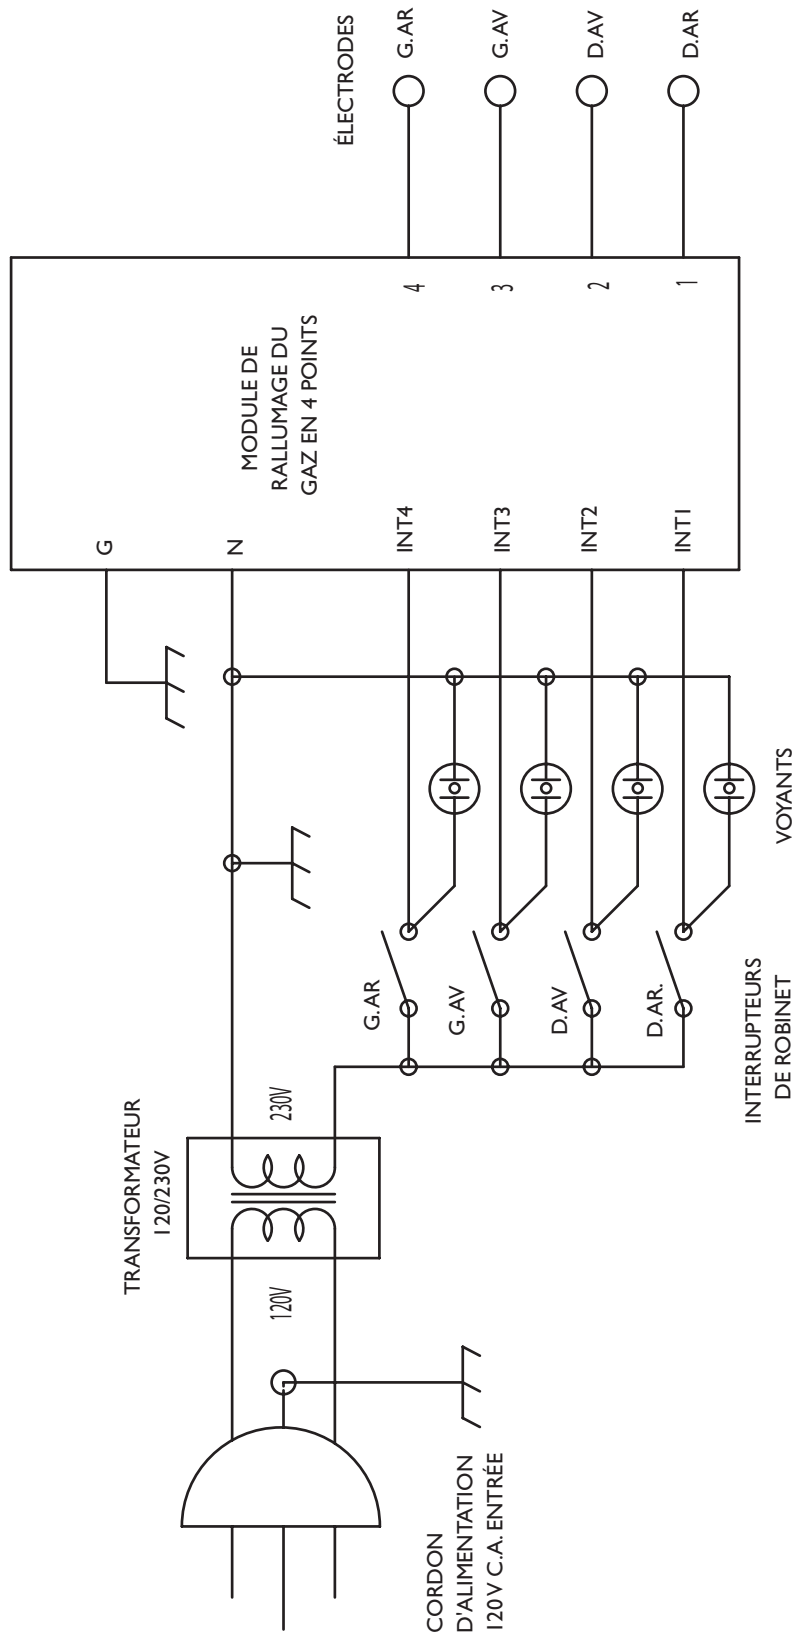 CORDON
D'ALIMENTATION
120 V C.A. ENTRÉE
TRANSFORMATEUR
120/230V
120V
230V
INTERRUPTEURS
DE ROBINET
G.AR
G.AV
D.AV
D.AR.
VOYANTS
G
N
INT4
INT3
INT2
INT1
MODULE DE
RALLUMAGE DU
GAZ EN 4 POINTS
4
3
2
1
ÉLECTRODES
G.AR
G.AV
D.AV
D.AR